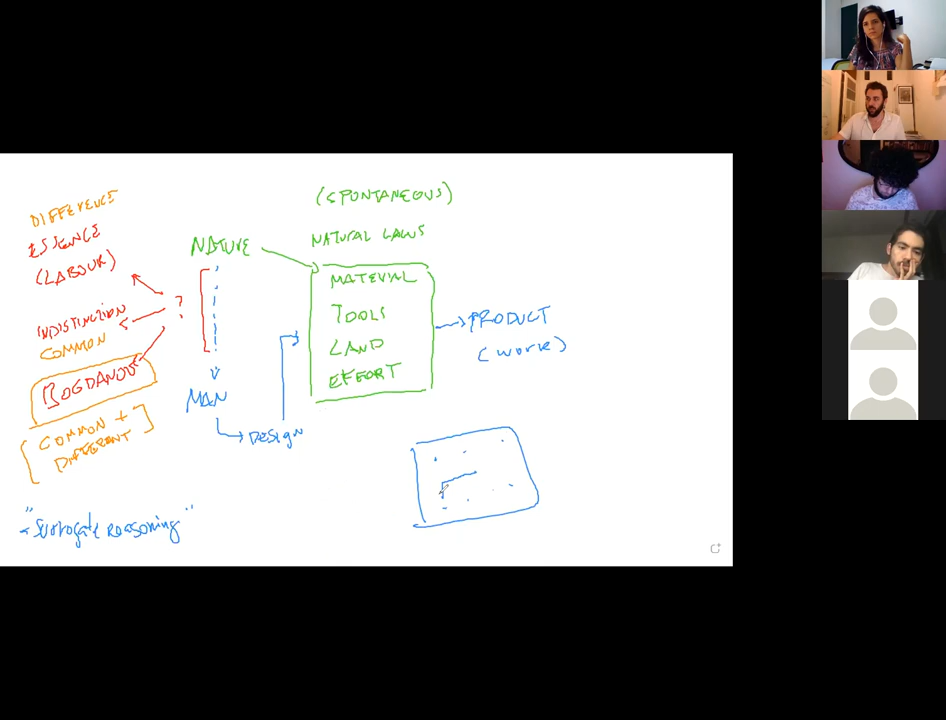 DIFFERENCE
ESSENCE
(LABOUR)
INDISTINCTION
COMMON
BOGDANOV
COMMON +
DIFFERENT
"Surrogate reasoning"
?
NATURE
MAN
DESIGN
(SPONTANEOUS)
NATURAL LAWS
MATERIAL
TOOLS
LAND
EFFORT
PRODUCT
(WORK)